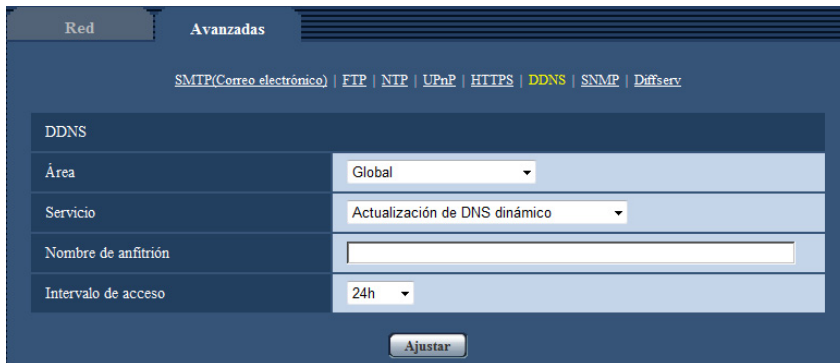 Red
Avanzadas
SMTP(Correo electrónico) | FTP | NTP | UPnP | HTTPS | DDNS | SNMP | Diffserv
DDNS
Área
Global
Servicio
Actualización de DNS dinámico
Nombre de anfitrión
Intervalo de acceso
24h
Ajustar